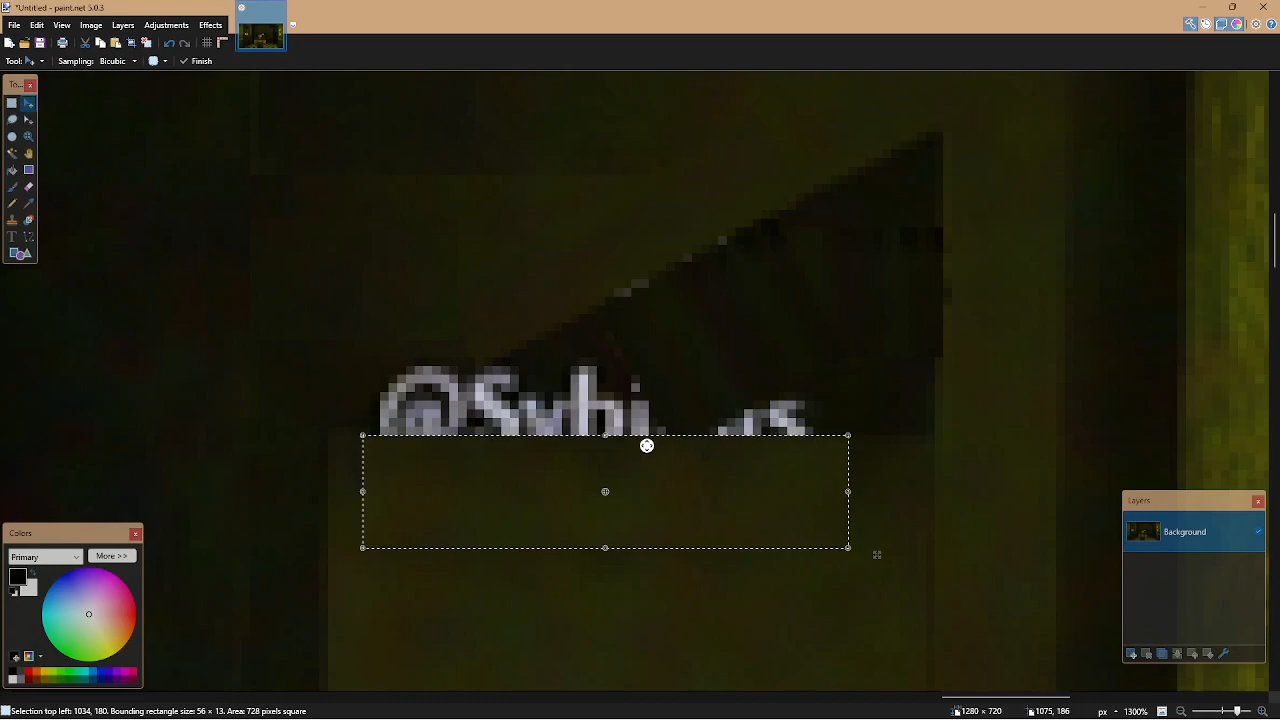 *Untitled - paint.net 5.0.3
File Edit View Image Layers Adjustments Effects
Tool: Sampling: Bicubic Finish
To...
Colors
Primary More >>
Layers
Background
Selection top left: 1034, 180. Bounding rectangle size: 56 × 13. Area: 728 pixels square
1280 × 720 1075, 186 px 1300%